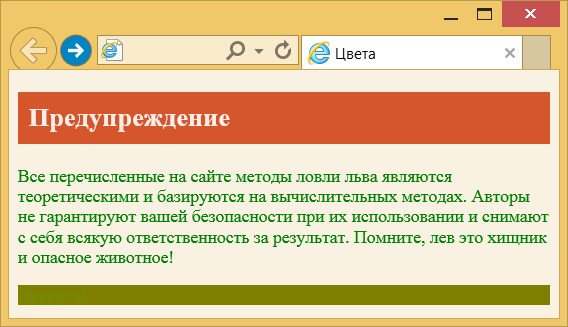 Цвета
Предупреждение
Все перечисленные на сайте методы ловли льва являются
теоретическими и базируются на вычислительных методах. Авторы
не гарантируют вашей безопасности при их использовании и снимают
с себя всякую ответственность за результат. Помните, лев это хищник
и опасное животное!